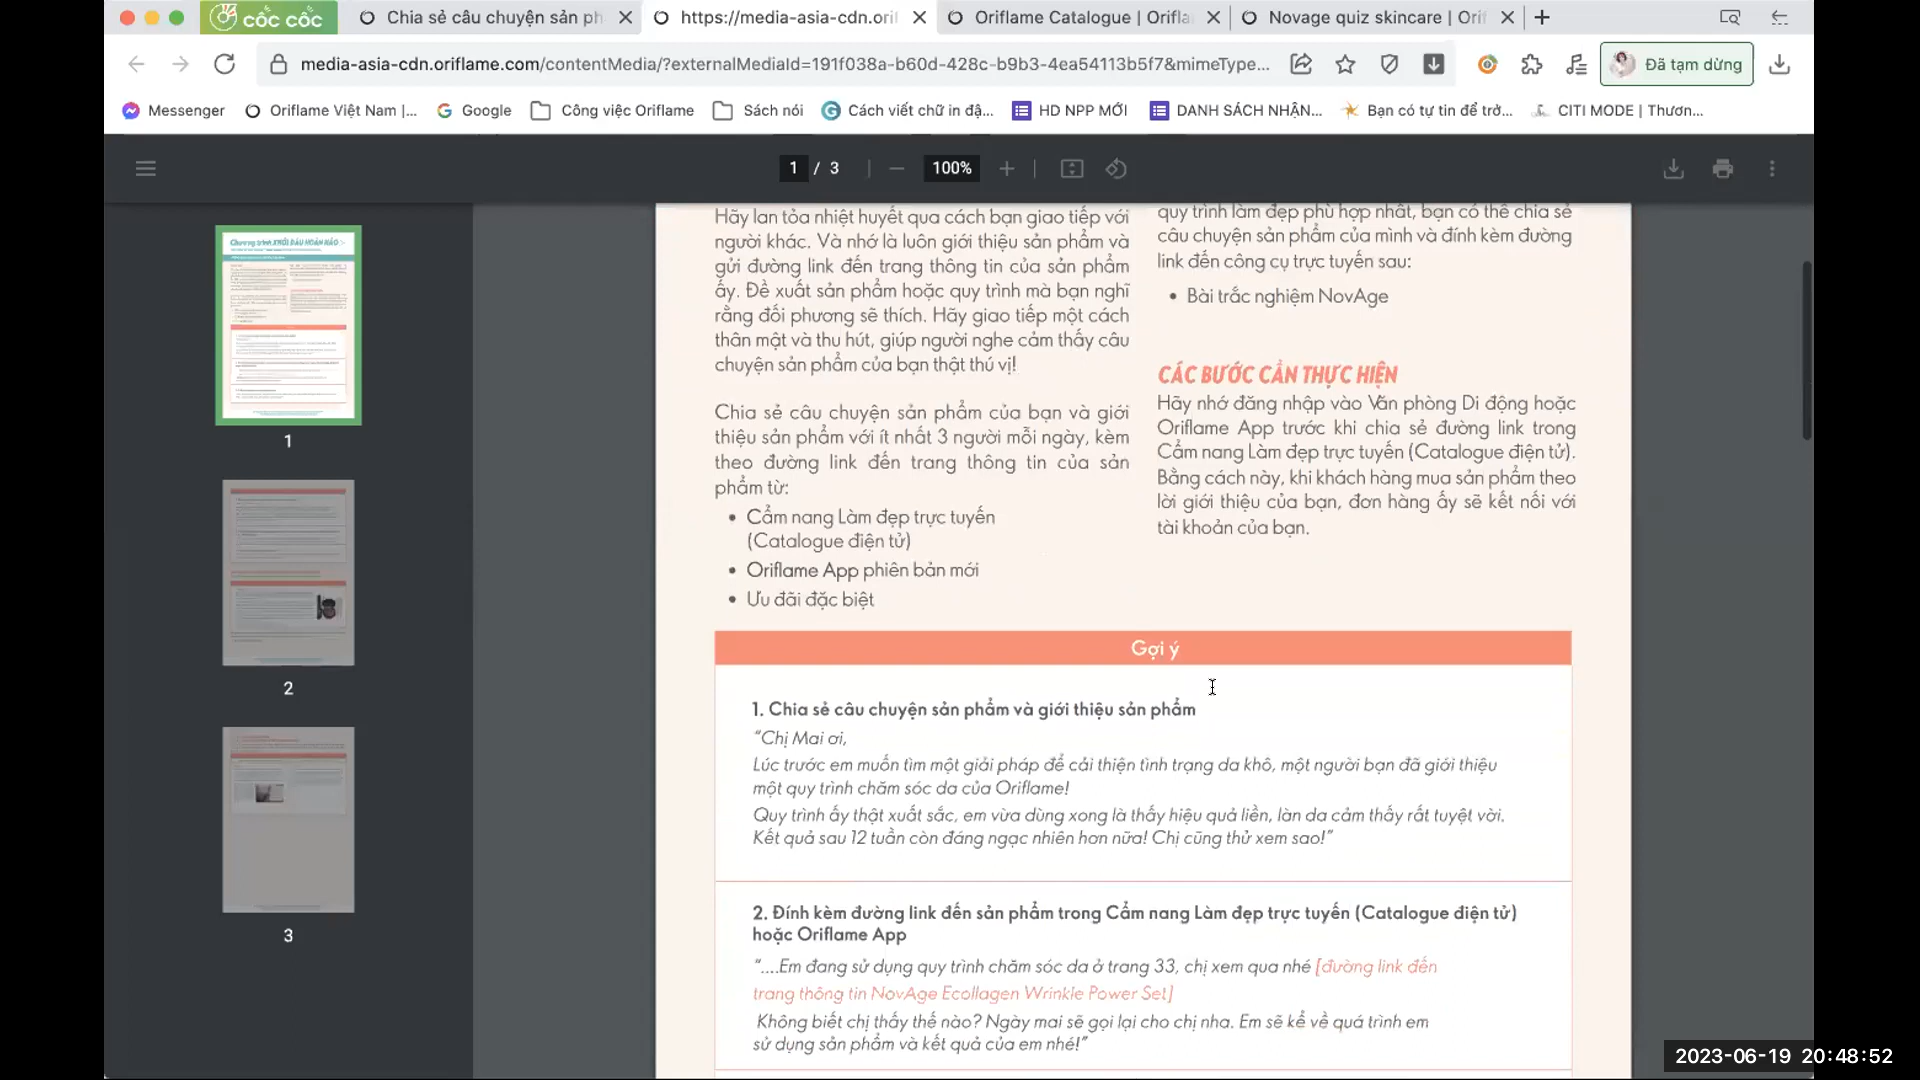 cốc cốc
Chia sẻ câu chuyện sản ph
https://media-asia-cdn.orif
Oriflame Catalogue | Orifla
Novage quiz skincare | Orif
media-asia-cdn.oriflame.com/contentMedia/?externalMediaId=191f038a-b60d-428c-b9b3-4ea54113b5f7&mimeType...
Đã tạm dừng
Messenger
Oriflame Việt Nam |...
Google
Công việc Oriflame
Sách nói
Cách viết chữ in đậ...
HD NPP MỚI
DANH SÁCH NHẬN...
Bạn có tự tin để trở...
CITI MODE | Thươn...
1 / 3
100%
Chương trình KHỞI ĐẦU HOÀN HẢO
1
2
3
Hãy lan tỏa nhiệt huyết qua cách bạn giao tiếp với
người khác. Và nhớ là luôn giới thiệu sản phẩm và
gửi đường link đến trang thông tin của sản phẩm
ấy. Đề xuất sản phẩm hoặc quy trình mà bạn nghĩ
rằng đối phương sẽ thích. Hãy giao tiếp một cách
thân mật và thu hút, giúp người nghe cảm thấy câu
chuyện sản phẩm của bạn thật thú vị!
Chia sẻ câu chuyện sản phẩm của bạn và giới
thiệu sản phẩm với ít nhất 3 người mỗi ngày, kèm
theo đường link đến trang thông tin của sản
phẩm từ:
• Cẩm nang Làm đẹp trực tuyến
(Catalogue điện tử)
• Oriflame App phiên bản mới
• Ưu đãi đặc biệt
quy trình làm đẹp phù hợp nhất, bạn có thể chia sẻ
câu chuyện sản phẩm của mình và đính kèm đường
link đến công cụ trực tuyến sau:
• Bài trắc nghiệm NovAge
CÁC BƯỚC CẦN THỰC HIỆN
Hãy nhớ đăng nhập vào Văn phòng Di động hoặc
Oriflame App trước khi chia sẻ đường link trong
Cẩm nang Làm đẹp trực tuyến (Catalogue điện tử).
Bằng cách này, khi khách hàng mua sản phẩm theo
lời giới thiệu của bạn, đơn hàng ấy sẽ kết nối với
tài khoản của bạn.
Gợi ý
1. Chia sẻ câu chuyện sản phẩm và giới thiệu sản phẩm
“Chị Mai ơi,
Lúc trước em muốn tìm một giải pháp để cải thiện tình trạng da khô, một người bạn đã giới thiệu
một quy trình chăm sóc da của Oriflame!
Quy trình ấy thật xuất sắc, em vừa dùng xong là thấy hiệu quả liền, làn da cảm thấy rất tuyệt vời.
Kết quả sau 12 tuần còn đáng ngạc nhiên hơn nữa! Chị cũng thử xem sao!”
2. Đính kèm đường link đến sản phẩm trong Cẩm nang Làm đẹp trực tuyến (Catalogue điện tử)
hoặc Oriflame App
“....Em đang sử dụng quy trình chăm sóc da ở trang 33, chị xem qua nhé [đường link đến
trang thông tin NovAge Ecollagen Wrinkle Power Set]
Không biết chị thấy thế nào? Ngày mai sẽ gọi lại cho chị nha. Em sẽ kể về quá trình em
sử dụng sản phẩm và kết quả của em nhé!”
2023-06-19 20:48:52